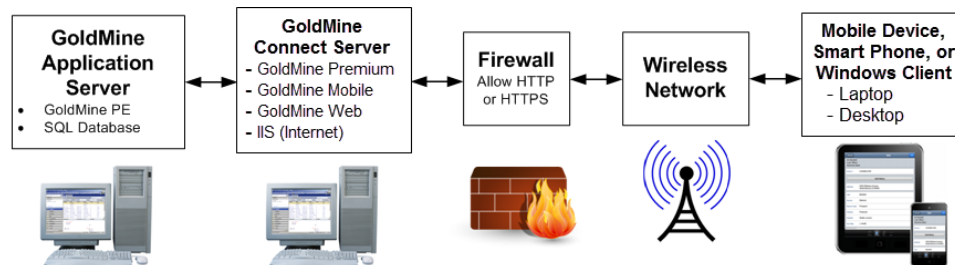 GoldMine
Application
Server
• GoldMine PE
• SQL Database
GoldMine
Connect Server
- GoldMine Premium
- GoldMine Mobile
- GoldMine Web
- IIS (Internet)
Firewall
Allow HTTP
or HTTPS
Wireless
Network
Mobile Device,
Smart Phone, or
Windows Client
- Laptop
- Desktop